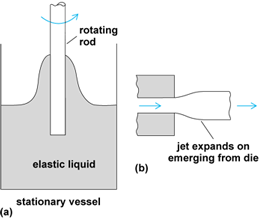 rotating
rod
elastic liquid
(a)
stationary vessel
(b)
jet expands on
emerging from die